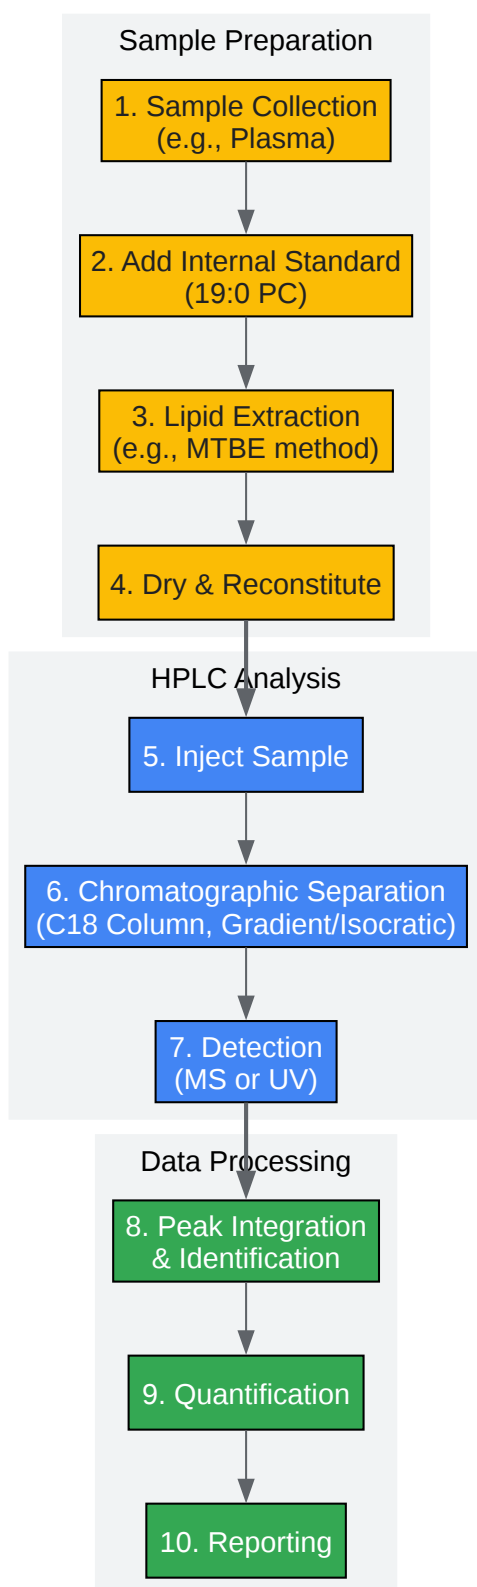 Sample Preparation
1. Sample Collection
(e.g., Plasma)
2. Add Internal Standard
(19:0 PC)
3. Lipid Extraction
(e.g., MTBE method)
4. Dry & Reconstitute
HPLC Analysis
5. Inject Sample
6. Chromatographic Separation
(C18 Column, Gradient/Isocratic)
7. Detection
(MS or UV)
Data Processing
8. Peak Integration
& Identification
9. Quantification
10. Reporting